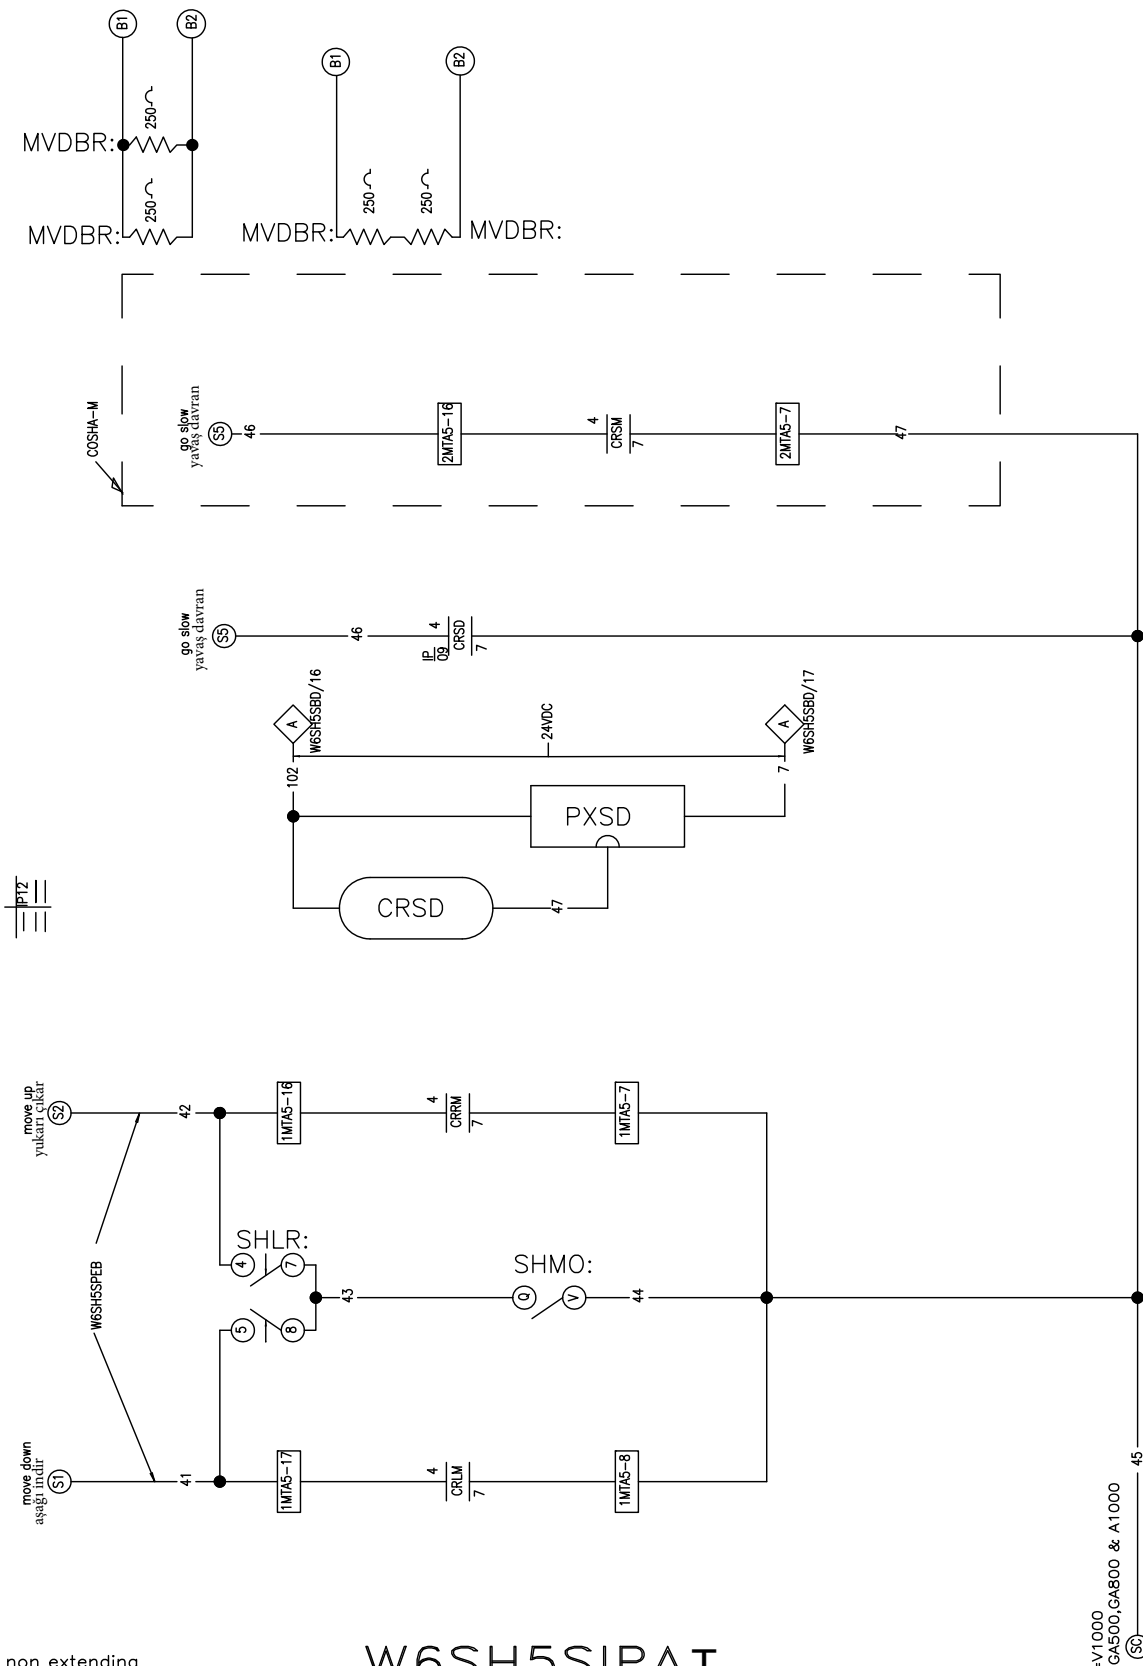 B1
B2
250
MVDBR:
250
MVDBR:
B1
B2
250
250
MVDBR:
MVDBR:
COSHA-M
go slow
yavaş davran
S5
46
2MTA5-16
4
CRSM
7
2MTA5-7
47
go slow
yavaş davran
S5
46
IP
09
4
CRSD
7
A
W6SH5SBD/16
102
24VDC
A
W6SH5SBD/17
7
PXSD
CRSD
47
IP12
move up
yukarı çıkar
S2
42
1MTA5-16
4
CRRM
7
1MTA5-7
W6SH5SPEB
SHLR:
4
7
5
8
43
SHMO:
Q
V
44
move down
aşağı indir
S1
41
1MTA5-17
4
CRLM
7
1MTA5-8
45
=V1000
GA500,GA800 & A1000
SC
non extending
W6SH5SIPAT